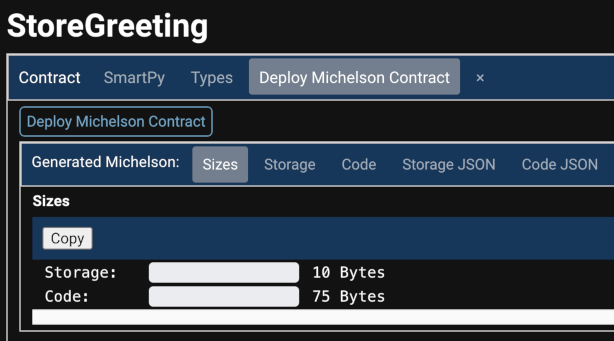 StoreGreeting
Contract SmartPy Types Deploy Michelson Contract ×
Deploy Michelson Contract
Generated Michelson: Sizes Storage Code Storage JSON Code JSON
Sizes
Copy
Storage: 10 Bytes
Code: 75 Bytes